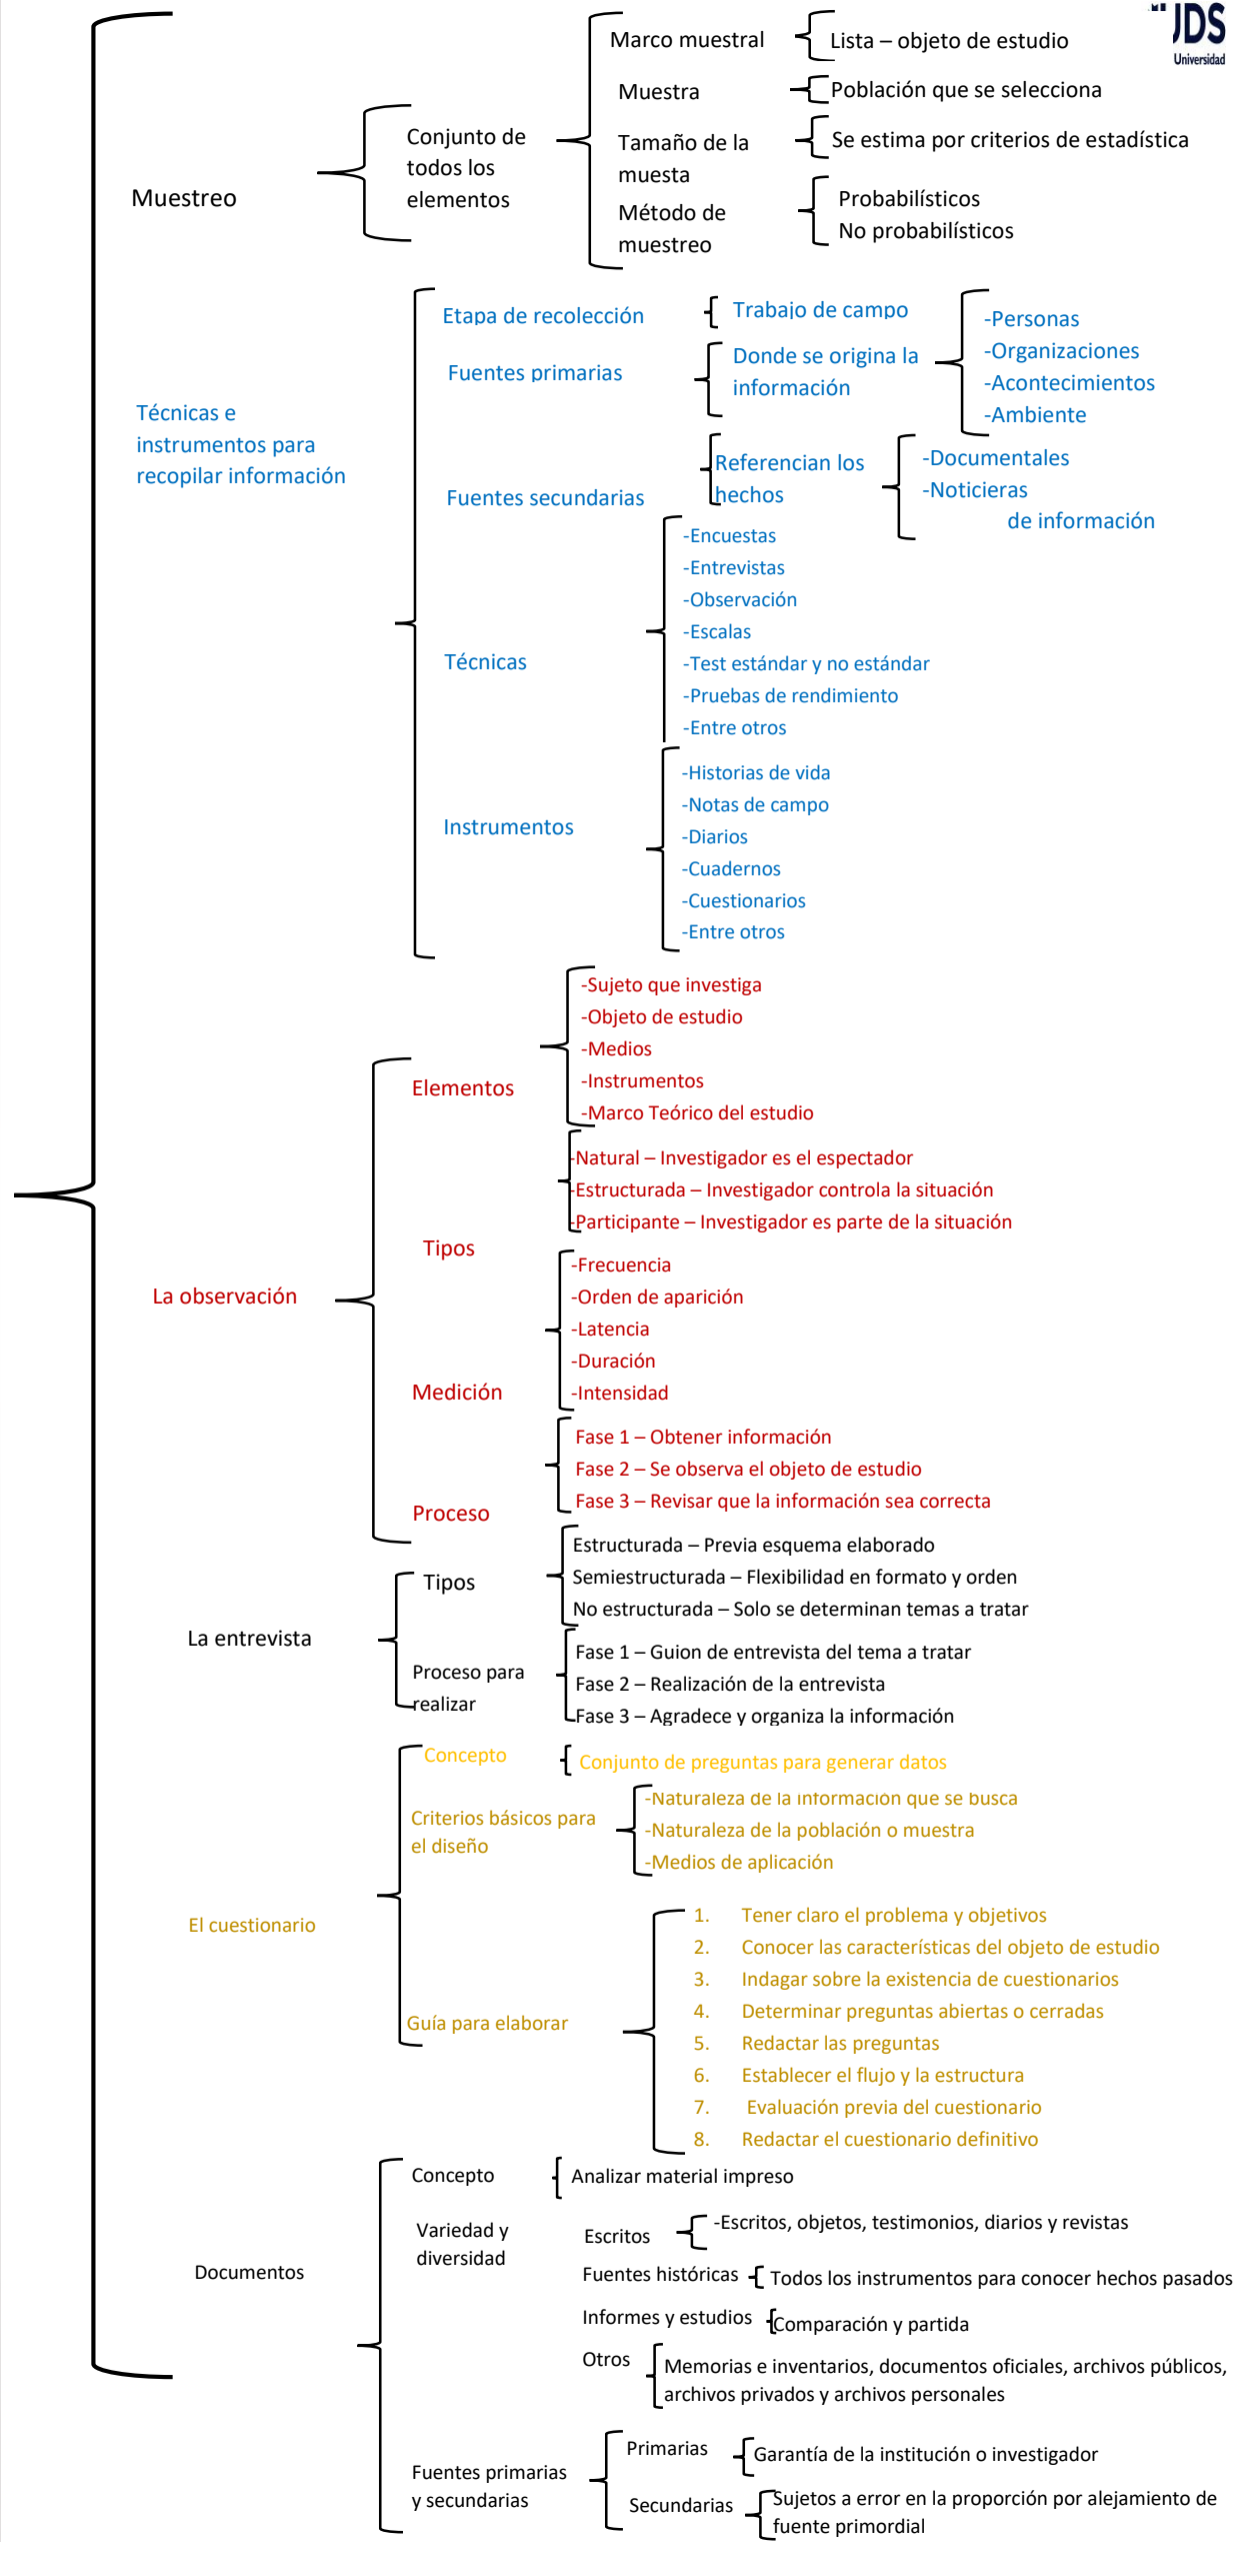 JDS
Universidad
Marco muestral
Lista – objeto de estudio
Muestra
Población que se selecciona
Muestreo
Conjunto de
todos los
elementos
Tamaño de la
muesta
Se estima por criterios de estadística
Método de
muestreo
Probabilísticos
No probabilísticos
Técnicas e
instrumentos para
recopilar información
Etapa de recolección
Trabajo de campo
Fuentes primarias
Donde se origina la
información
-Personas
-Organizaciones
-Acontecimientos
-Ambiente
Fuentes secundarias
Referencian los
hechos
-Documentales
-Noticieras
de información
Técnicas
-Encuestas
-Entrevistas
-Observación
-Escalas
-Test estándar y no estándar
-Pruebas de rendimiento
-Entre otros
Instrumentos
-Historias de vida
-Notas de campo
-Diarios
-Cuadernos
-Cuestionarios
-Entre otros
La observación
Elementos
-Sujeto que investiga
-Objeto de estudio
-Medios
-Instrumentos
-Marco Teórico del estudio
Tipos
-Natural – Investigador es el espectador
-Estructurada – Investigador controla la situación
-Participante – Investigador es parte de la situación
Medición
-Frecuencia
-Orden de aparición
-Latencia
-Duración
-Intensidad
Proceso
Fase 1 – Obtener información
Fase 2 – Se observa el objeto de estudio
Fase 3 – Revisar que la información sea correcta
La entrevista
Tipos
Estructurada – Previa esquema elaborado
Semiestructurada – Flexibilidad en formato y orden
No estructurada – Solo se determinan temas a tratar
Proceso para
realizar
Fase 1 – Guion de entrevista del tema a tratar
Fase 2 – Realización de la entrevista
Fase 3 – Agradece y organiza la información
El cuestionario
Concepto
Conjunto de preguntas para generar datos
Criterios básicos para
el diseño
-Naturaleza de la información que se busca
-Naturaleza de la población o muestra
-Medios de aplicación
Guía para elaborar
1. Tener claro el problema y objetivos
2. Conocer las características del objeto de estudio
3. Indagar sobre la existencia de cuestionarios
4. Determinar preguntas abiertas o cerradas
5. Redactar las preguntas
6. Establecer el flujo y la estructura
7. Evaluación previa del cuestionario
8. Redactar el cuestionario definitivo
Documentos
Concepto
Analizar material impreso
Variedad y
diversidad
Escritos
-Escritos, objetos, testimonios, diarios y revistas
Fuentes históricas
Todos los instrumentos para conocer hechos pasados
Informes y estudios
Comparación y partida
Otros
Memorias e inventarios, documentos oficiales, archivos públicos,
archivos privados y archivos personales
Fuentes primarias
y secundarias
Primarias
Garantía de la institución o investigador
Secundarias
Sujetos a error en la proporción por alejamiento de
fuente primordial